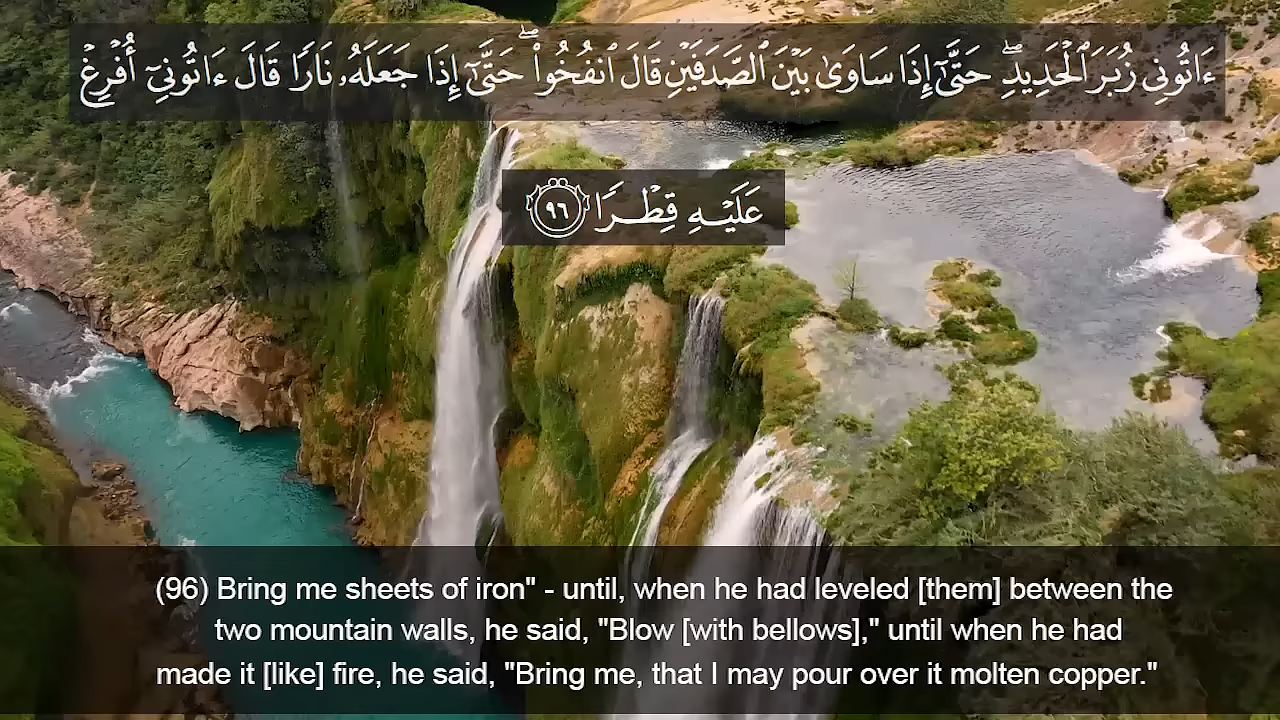 ءَاتُونِى زُبَرَ ٱلْحَدِيدِ ۖ حَتَّىٰٓ إِذَا سَاوَىٰ بَيْنَ ٱلصَّدَفَيْنِ قَالَ ٱنفُخُوا۟ ۖ حَتَّىٰٓ إِذَا جَعَلَهُۥ نَارًا قَالَ ءَاتُونِىٓ أُفْرِغْ
عَلَيْهِ قِطْرًا ٩٦
(96) Bring me sheets of iron" - until, when he had leveled [them] between the
two mountain walls, he said, "Blow [with bellows]," until when he had
made it [like] fire, he said, "Bring me, that I may pour over it molten copper."